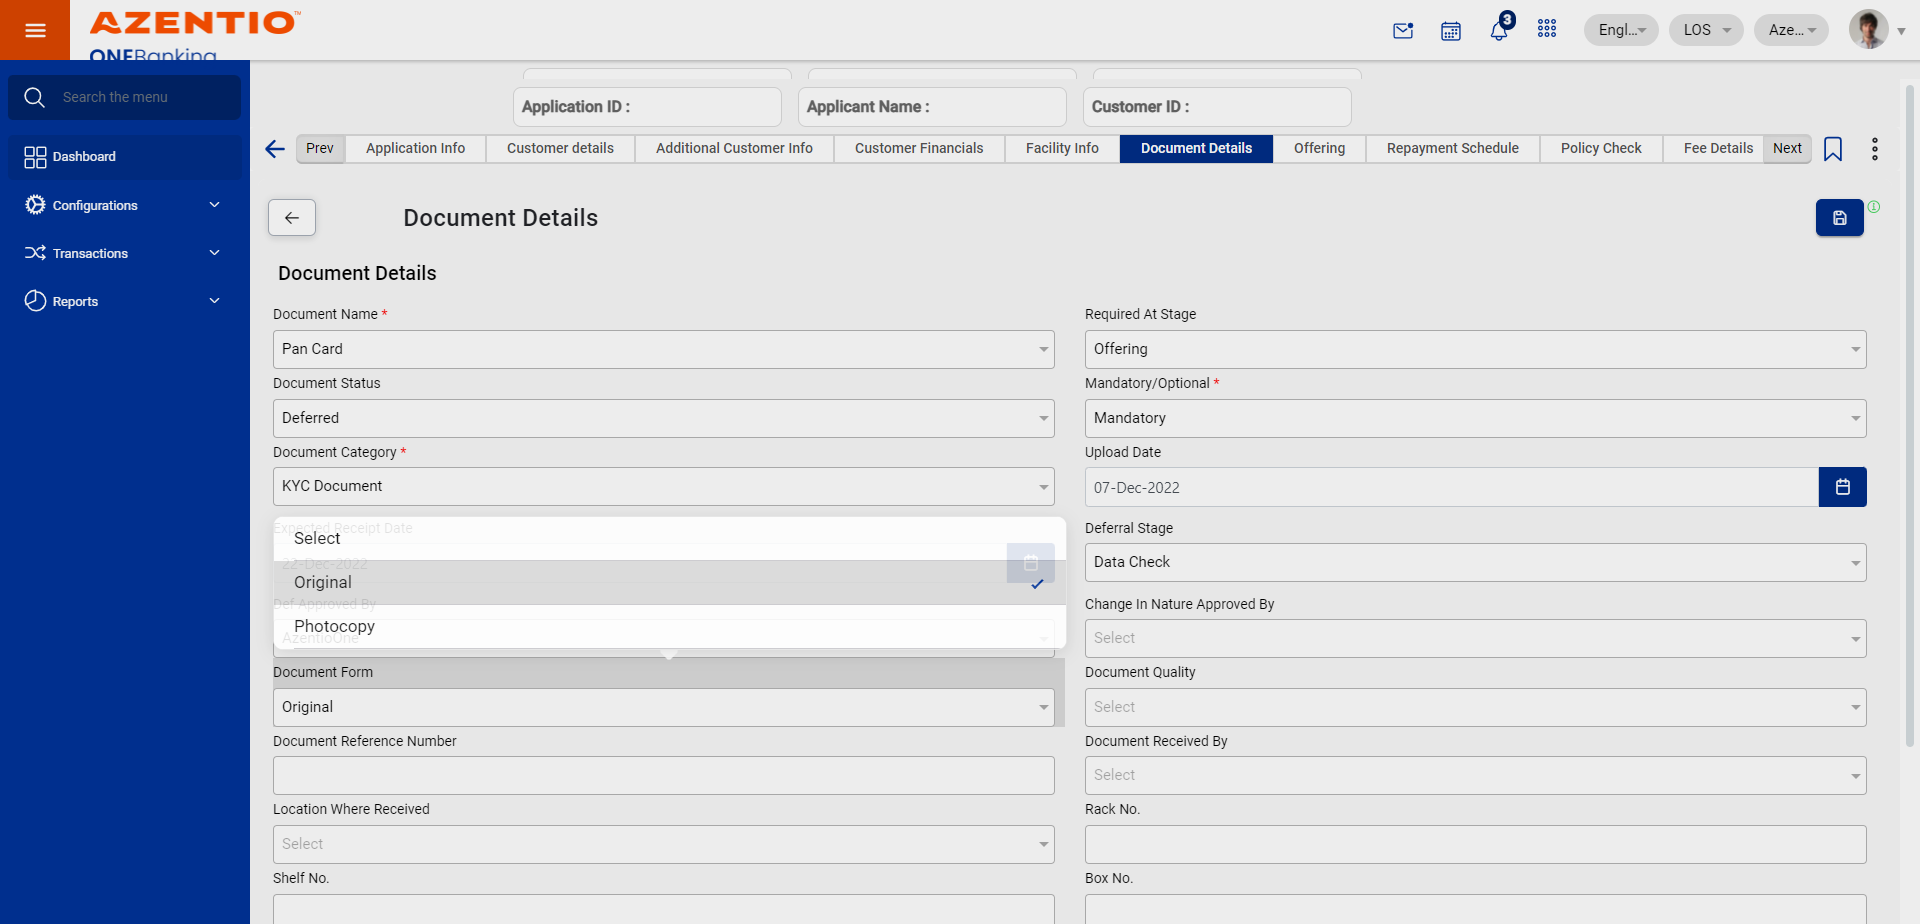 AZENTIO™
ONEBanking
3
Engl...
LOS
Aze...
Search the menu
Dashboard
Configurations
Transactions
Reports
Application ID :
Applicant Name :
Customer ID :
Prev
Application Info
Customer details
Additional Customer Info
Customer Financials
Facility Info
Document Details
Offering
Repayment Schedule
Policy Check
Fee Details
Next
Document Details
Document Details
Document Name *
Pan Card
Required At Stage
Offering
Document Status
Deferred
Mandatory/Optional *
Mandatory
Document Category *
KYC Document
Upload Date
07-Dec-2022
Expected Receipt Date
22-Dec-2022
Select
Original
Photocopy
Deferral Stage
Data Check
Def Approved By
AzentioOne
Change In Nature Approved By
Select
Document Form
Original
Document Quality
Select
Document Reference Number
Document Received By
Select
Location Where Received
Select
Rack No.
Shelf No.
Box No.